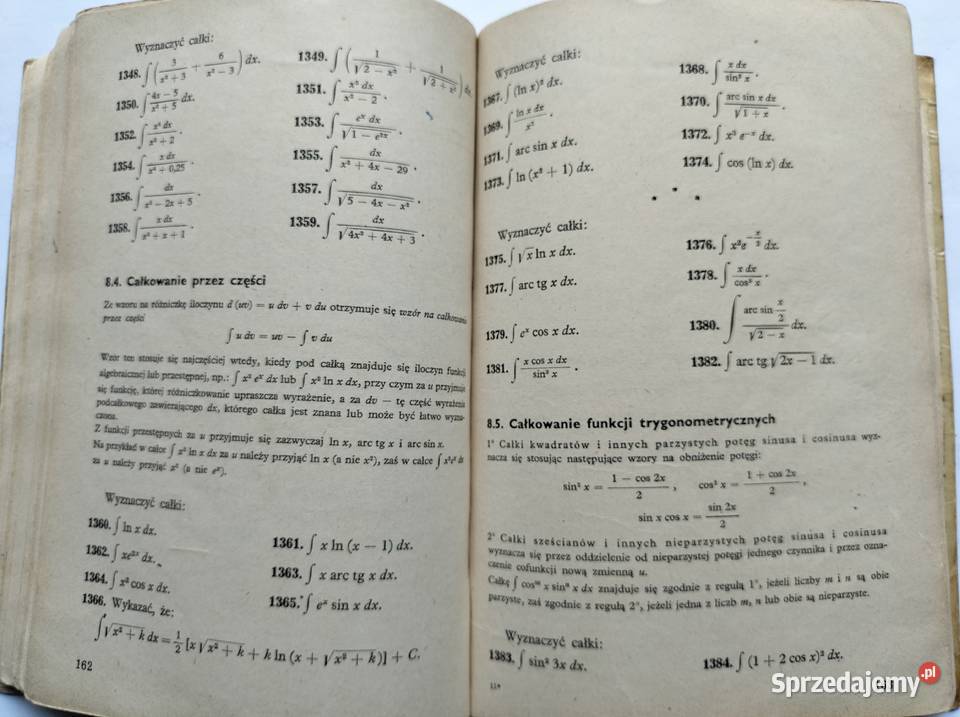 Wyznaczyć całki:
1348. ∫ (3/(x² + 3) + 6/(x² − 3)) dx.
1349. ∫ (1/√(2 − x²) + 1/√(2 + x²)) dx.
1350. ∫ (4x − 5)/(x² + 5) dx.
1351. ∫ x² dx/(x² − 2).
1352. ∫ x² dx/(x² + 2).
1353. ∫ eˣ dx/√(1 − e²ˣ).
1354. ∫ x dx/(x⁴ + 0,25).
1355. ∫ dx/(x² + 4x − 29).
1356. ∫ dx/(x² − 2x + 5).
1357. ∫ dx/√(5 − 4x − x²).
1358. ∫ x dx/(x² + x + 1).
1359. ∫ dx/√(4x² + 4x + 3).
8.4. Całkowanie przez części
Ze wzoru na różniczkę iloczynu d (uv) = u dv + v du otrzymuje się wzór na całkowanie
przez części
∫ u dv = uv − ∫ v du
Wzór ten stosuje się najczęściej wtedy, kiedy pod całką znajduje się iloczyn funkcji
algebraicznej lub przestępnej, np.: ∫ x² eˣ dx lub ∫ x² ln x dx, przy czym za u przyjmuje
się funkcję, której różniczkowanie upraszcza wyrażenie, a za dv — tę część wyrażenia
podcałkowego zawierającego dx, którego całka jest znana lub może być łatwo wyzna-
czona.
Z funkcji przestępnych za u przyjmuje się zazwyczaj ln x, arc tg x i arc sin x.
Na przykład w całce ∫ x² ln x dx za u należy przyjąć ln x (a nie x²), zaś w całce ∫ x²eˣ dx
za u należy przyjąć x² (a nie eˣ).
Wyznaczyć całki:
1360. ∫ ln x dx.
1361. ∫ x ln (x − 1) dx.
1362. ∫ xe²ˣ dx.
1363. ∫ x arc tg x dx.
1364. ∫ x² cos x dx.
1365. ∫ eˣ sin x dx.
1366. Wykazać, że:
∫ √(x² + k) dx = 1/2 [x √(x² + k) + k ln (x + √(x² + k))] + C.
162
Wyznaczyć całki:
1367. ∫ (ln x)² dx.
1368. ∫ x dx/sin² x.
1369. ∫ ln x dx/x².
1370. ∫ arc sin x dx/√(1 + x).
1371. ∫ arc sin x dx.
1372. ∫ x³ e⁻ˣ dx.
1373. ∫ ln (x² + 1) dx.
1374. ∫ cos (ln x) dx.
* * *
Wyznaczyć całki:
1375. ∫ √x ln x dx.
1376. ∫ x²e^(−x/2) dx.
1377. ∫ arc tg x dx.
1378. ∫ x dx/cos² x.
1379. ∫ eˣ cos x dx.
1380. ∫ arc sin (x/2)/√(2 − x) dx.
1381. ∫ x cos x dx/sin³ x.
1382. ∫ arc tg √(2x − 1) dx.
8.5. Całkowanie funkcji trygonometrycznych
1° Całki kwadratów i innych parzystych potęg sinusa i cosinusa wyz-
nacza się stosując następujące wzory na obniżenie potęgi:
sin² x = (1 − cos 2x)/2, cos² x = (1 + cos 2x)/2,
sin x cos x = sin 2x/2
2° Całki sześcianów i innych nieparzystych potęg sinusa i cosinusa
wyznacza się przez oddzielenie od nieparzystej potęgi jednego czynnika i przez ozna-
czenie cofunkcji nową zmienną u.
Całkę ∫ cosᵐ x sinⁿ x dx znajduje się zgodnie z regułą 1°, jeżeli liczby m i n są obie
parzyste, zaś zgodnie z regułą 2°, jeżeli jedna z liczb m, n lub obie są nieparzyste.
Wyznaczyć całki:
1383. ∫ sin² 3x dx.
1384. ∫ (1 + 2 cos x)² dx.
11*
Sprzedajemy.pl